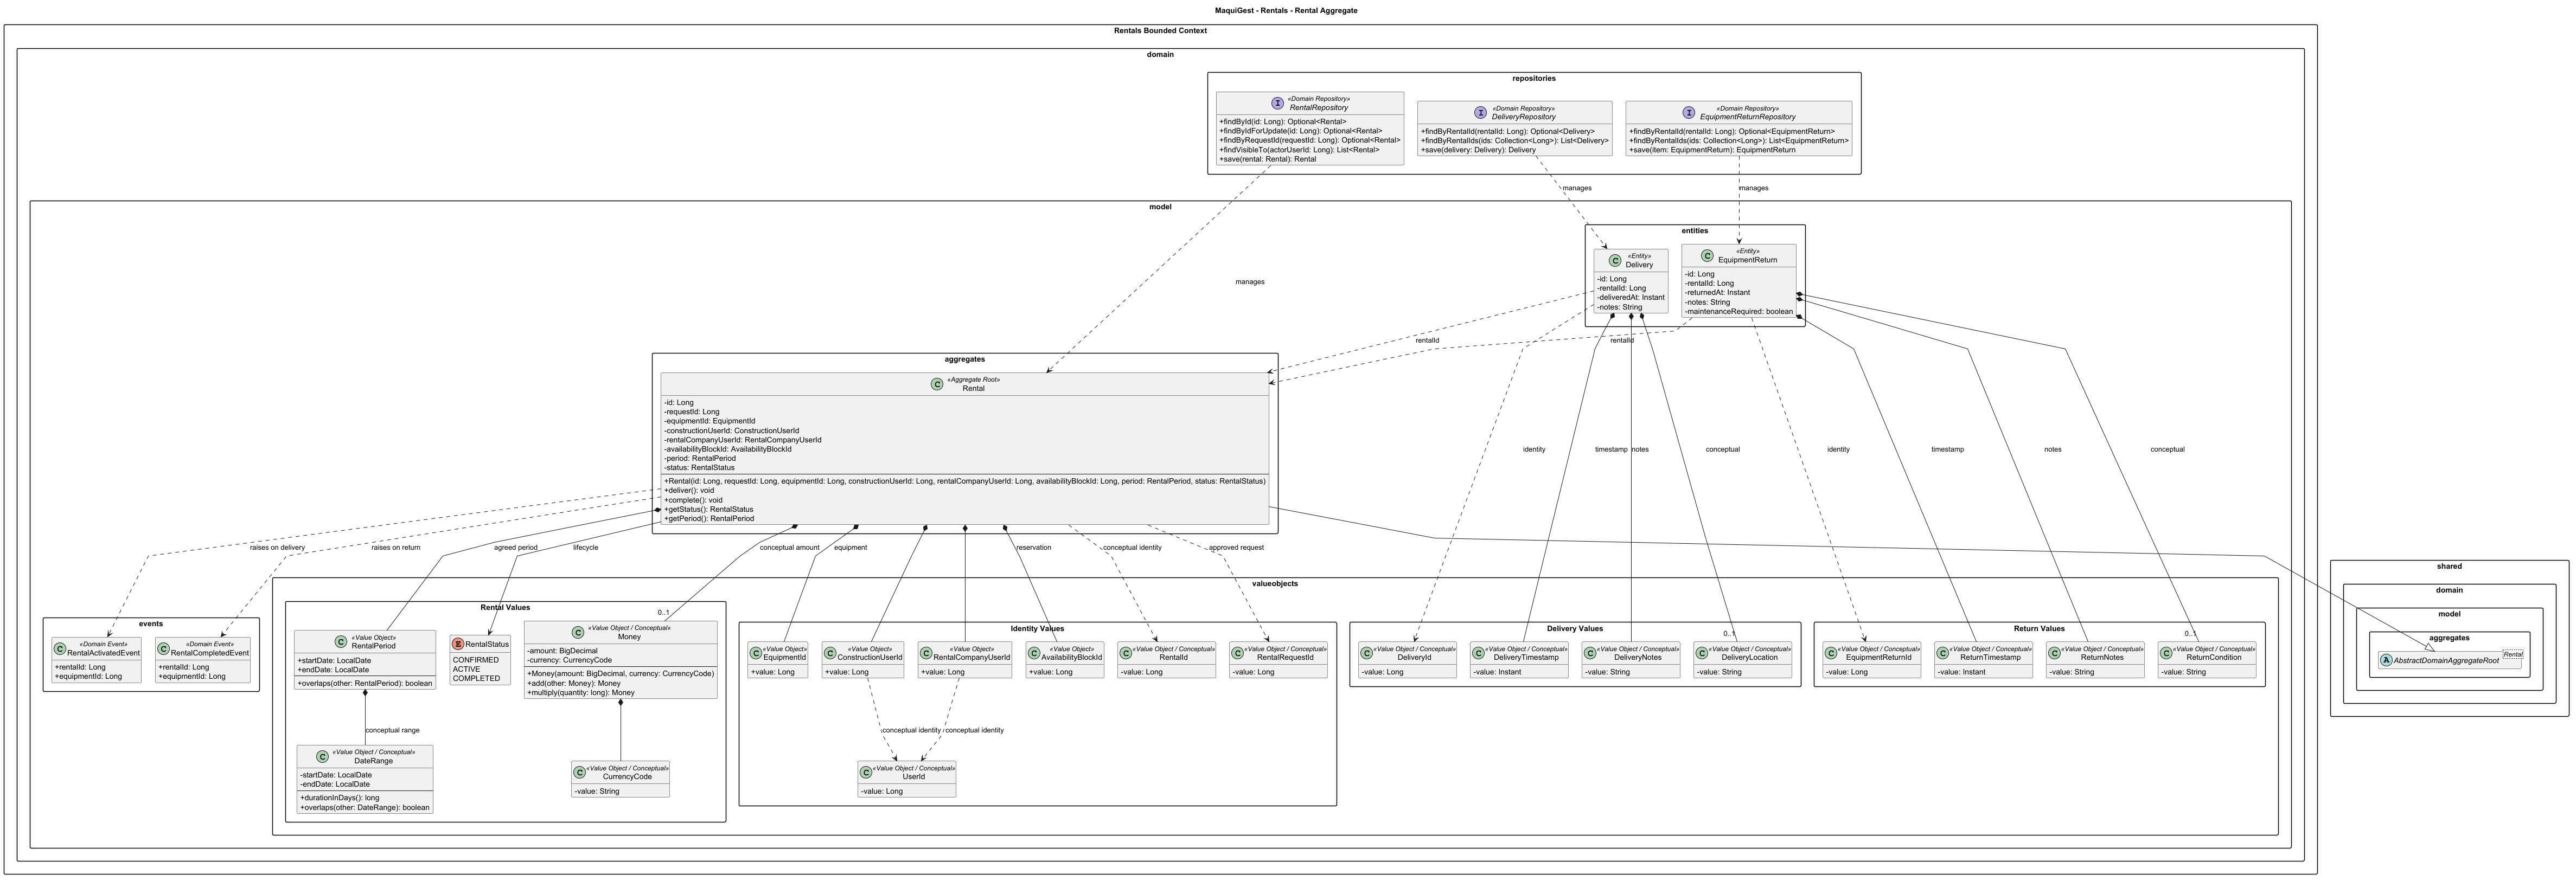 MaquiGest - Rentals - Rental Aggregate
Rentals Bounded Context
domain
repositories
I
«Domain Repository»
RentalRepository
+findById(id: Long): Optional<Rental>
+findByIdForUpdate(id: Long): Optional<Rental>
+findByRequestId(requestId: Long): Optional<Rental>
+findVisibleTo(actorUserId: Long): List<Rental>
+save(rental: Rental): Rental
I
«Domain Repository»
DeliveryRepository
+findByRentalId(rentalId: Long): Optional<Delivery>
+findByRentalIds(ids: Collection<Long>): List<Delivery>
+save(delivery: Delivery): Delivery
I
«Domain Repository»
EquipmentReturnRepository
+findByRentalId(rentalId: Long): Optional<EquipmentReturn>
+findByRentalIds(ids: Collection<Long>): List<EquipmentReturn>
+save(item: EquipmentReturn): EquipmentReturn
manages
manages
manages
model
entities
C
«Entity»
Delivery
-id: Long
-rentalId: Long
-deliveredAt: Instant
-notes: String
C
«Entity»
EquipmentReturn
-id: Long
-rentalId: Long
-returnedAt: Instant
-notes: String
-maintenanceRequired: boolean
rentalId
rentalId
aggregates
C
«Aggregate Root»
Rental
-id: Long
-requestId: Long
-equipmentId: EquipmentId
-constructionUserId: ConstructionUserId
-rentalCompanyUserId: RentalCompanyUserId
-availabilityBlockId: AvailabilityBlockId
-period: RentalPeriod
-status: RentalStatus
+Rental(id: Long, requestId: Long, equipmentId: Long, constructionUserId: Long, rentalCompanyUserId: Long, availabilityBlockId: Long, period: RentalPeriod, status: RentalStatus)
+deliver(): void
+complete(): void
+getStatus(): RentalStatus
+getPeriod(): RentalPeriod
identity
timestamp
notes
conceptual
identity
timestamp
notes
conceptual
raises on delivery
raises on return
agreed period
lifecycle
conceptual amount
equipment
reservation
conceptual identity
approved request
events
C
«Domain Event»
RentalActivatedEvent
+rentalId: Long
+equipmentId: Long
C
«Domain Event»
RentalCompletedEvent
+rentalId: Long
+equipmentId: Long
valueobjects
Rental Values
C
«Value Object»
RentalPeriod
+startDate: LocalDate
+endDate: LocalDate
+overlaps(other: RentalPeriod): boolean
E
RentalStatus
CONFIRMED
ACTIVE
COMPLETED
0..1
C
«Value Object / Conceptual»
Money
-amount: BigDecimal
-currency: CurrencyCode
+Money(amount: BigDecimal, currency: CurrencyCode)
+add(other: Money): Money
+multiply(quantity: long): Money
conceptual range
C
«Value Object / Conceptual»
DateRange
-startDate: LocalDate
-endDate: LocalDate
+durationInDays(): long
+overlaps(other: DateRange): boolean
C
«Value Object / Conceptual»
CurrencyCode
-value: String
Identity Values
C
«Value Object»
EquipmentId
+value: Long
C
«Value Object»
ConstructionUserId
+value: Long
C
«Value Object»
RentalCompanyUserId
+value: Long
C
«Value Object»
AvailabilityBlockId
+value: Long
C
«Value Object / Conceptual»
RentalId
-value: Long
C
«Value Object / Conceptual»
RentalRequestId
-value: Long
conceptual identity
conceptual identity
C
«Value Object / Conceptual»
UserId
-value: Long
Delivery Values
C
«Value Object / Conceptual»
DeliveryId
-value: Long
C
«Value Object / Conceptual»
DeliveryTimestamp
-value: Instant
C
«Value Object / Conceptual»
DeliveryNotes
-value: String
0..1
C
«Value Object / Conceptual»
DeliveryLocation
-value: String
Return Values
C
«Value Object / Conceptual»
EquipmentReturnId
-value: Long
C
«Value Object / Conceptual»
ReturnTimestamp
-value: Instant
C
«Value Object / Conceptual»
ReturnNotes
-value: String
0..1
C
«Value Object / Conceptual»
ReturnCondition
-value: String
shared
domain
model
aggregates
A
AbstractDomainAggregateRoot
Rental